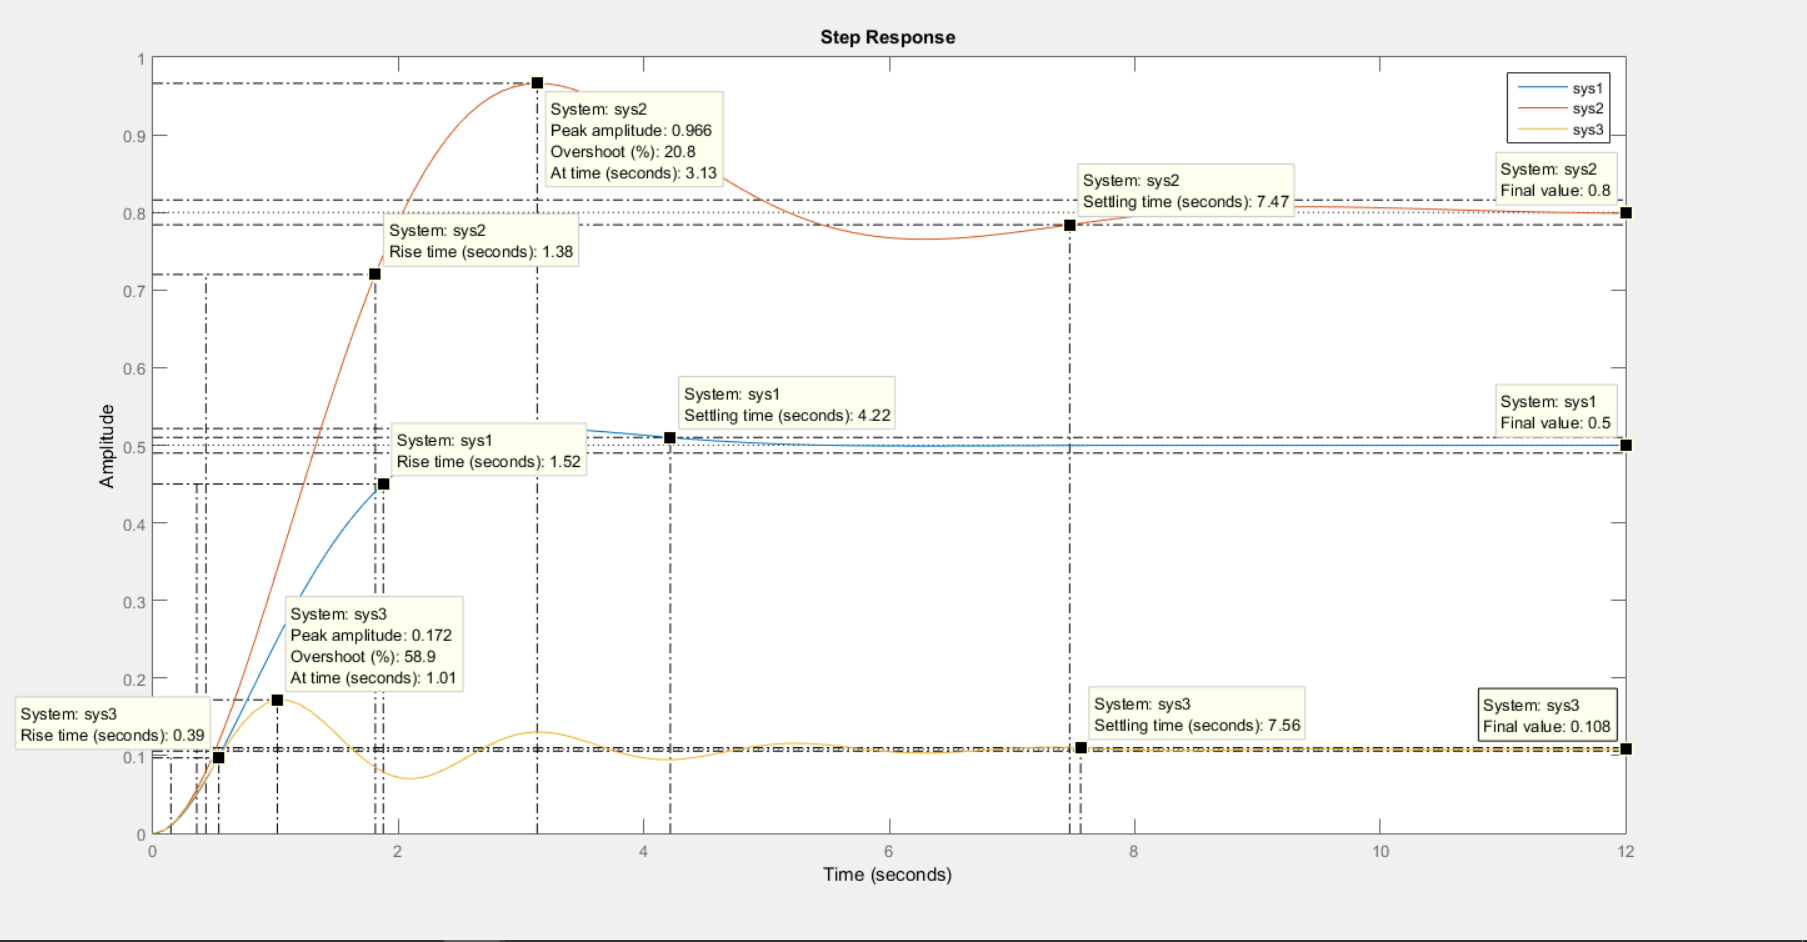 Step Response
1
0.9
0.8
0.7
0.6
0.5
0.4
0.3
0.2
0.1
0
Amplitude
0
2
4
6
8
10
12
Time (seconds)
sys1
sys2
sys3
System: sys2
Peak amplitude: 0.966
Overshoot (%): 20.8
At time (seconds): 3.13
System: sys2
Settling time (seconds): 7.47
System: sys2
Final value: 0.8
System: sys2
Rise time (seconds): 1.38
System: sys1
Settling time (seconds): 4.22
System: sys1
Final value: 0.5
System: sys1
Rise time (seconds): 1.52
System: sys3
Peak amplitude: 0.172
Overshoot (%): 58.9
At time (seconds): 1.01
System: sys3
Rise time (seconds): 0.39
System: sys3
Settling time (seconds): 7.56
System: sys3
Final value: 0.108